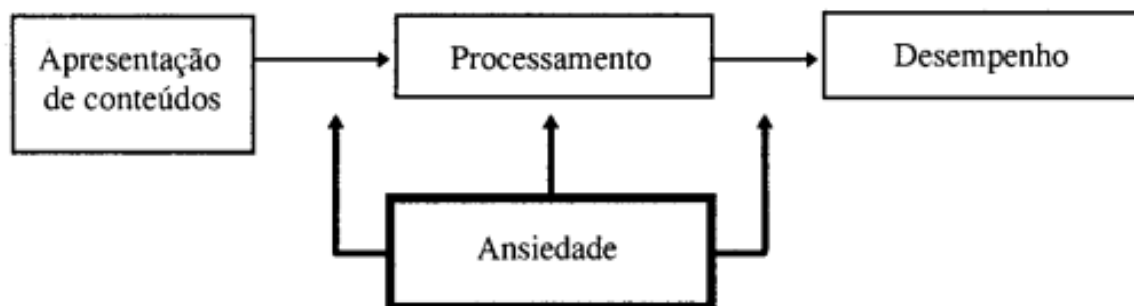 Apresentação
de conteúdos
Processamento
Desempenho
Ansiedade